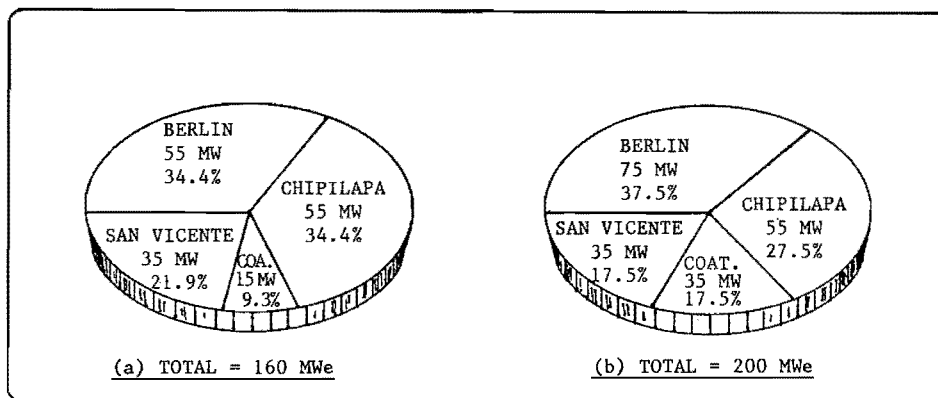 BERLIN
55 MW
34.4%
CHIPILAPA
55 MW
34.4%
SAN VICENTE
35 MW
21.9%
COA.
15 MW
9.3%
(a) TOTAL = 160 MWe
BERLIN
75 MW
37.5%
CHIPILAPA
55 MW
27.5%
SAN VICENTE
35 MW
17.5%
COAT.
35 MW
17.5%
(b) TOTAL = 200 MWe